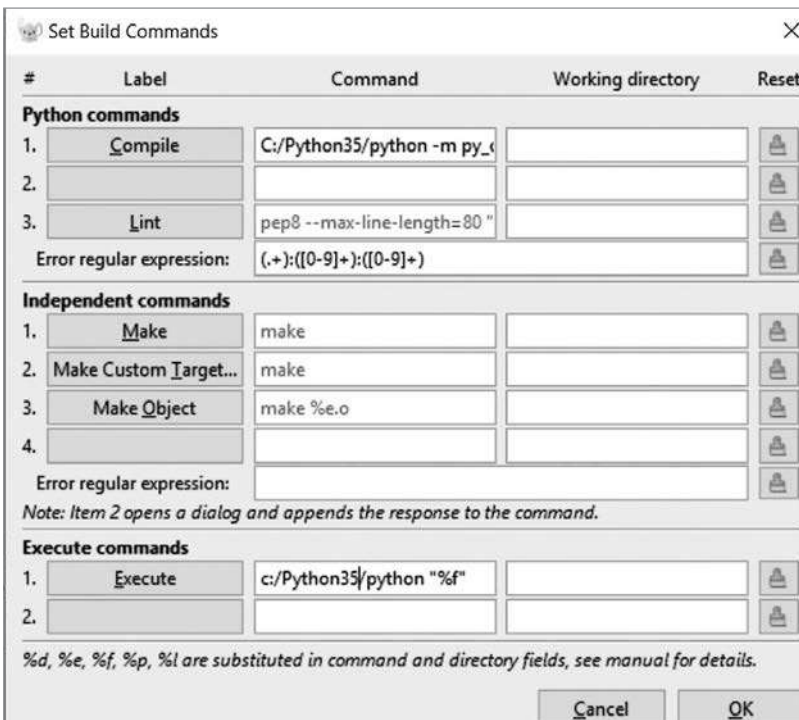 Set Build Commands
# Label Command Working directory Reset
Python commands
1. Compile C:/Python35/python -m py_
2.
3. Lint pep8 --max-line-length=80 "
Error regular expression: (.+):([0-9]+):([0-9]+)
Independent commands
1. Make make
2. Make Custom Target... make
3. Make Object make %e.o
4.
Error regular expression:
Note: Item 2 opens a dialog and appends the response to the command.
Execute commands
1. Execute c:/Python35/python "%f"
2.
%d, %e, %f, %p, %l are substituted in command and directory fields, see manual for details.
Cancel OK